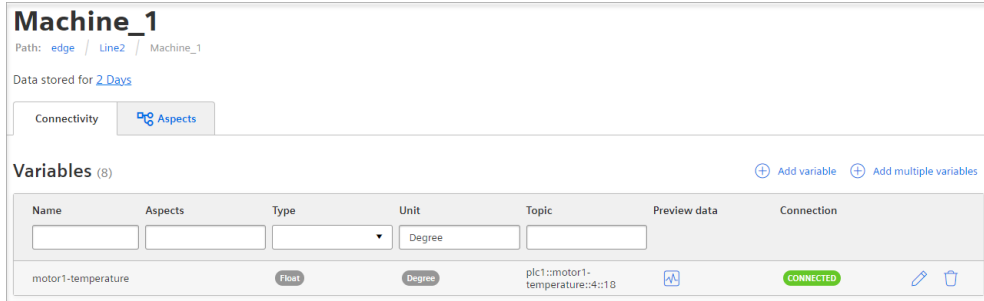 Machine_1
Path: edge / Line2 / Machine_1
Data stored for 2 Days
Connectivity Aspects
Variables (8) Add variable Add multiple variables
Name Aspects Type Unit Topic Preview data Connection
Degree
motor1-temperature Float Degree plc1::motor1-
temperature::4::18 CONNECTED